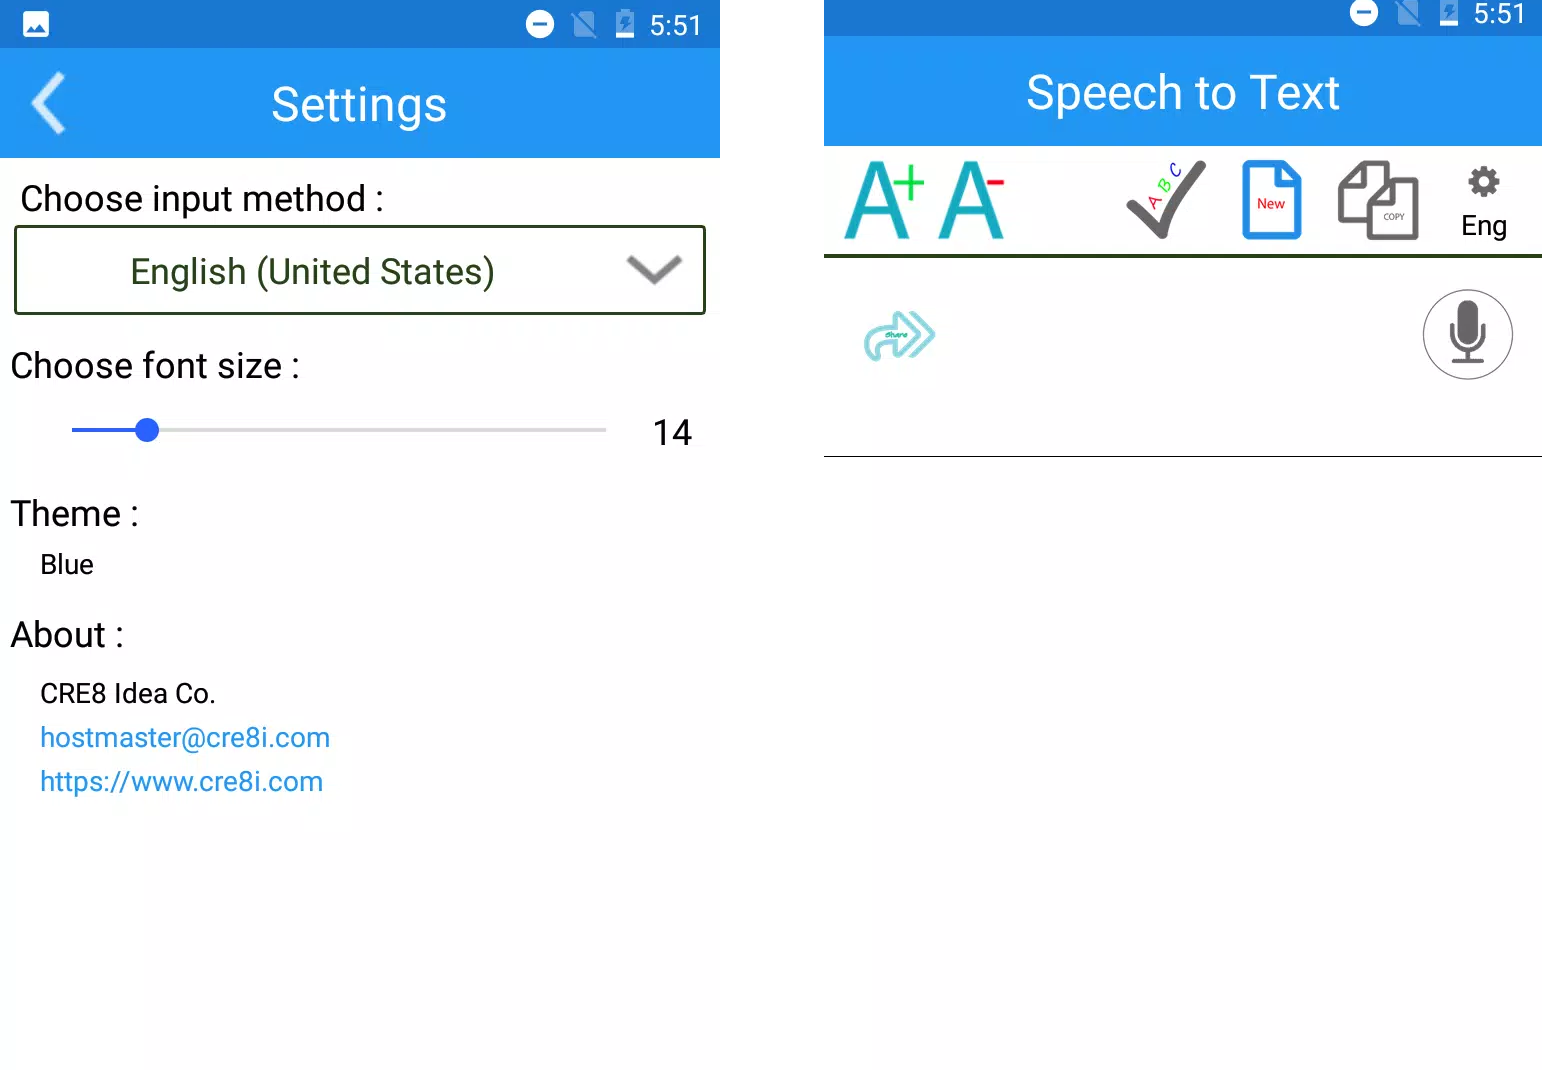 5:51
Settings
Choose input method :
English (United States)
Choose font size :
14
Theme :
Blue
About :
CRE8 Idea Co.
hostmaster@cre8i.com
https://www.cre8i.com
5:51
Speech to Text
A+ A- A B C New COPY
Eng
Share